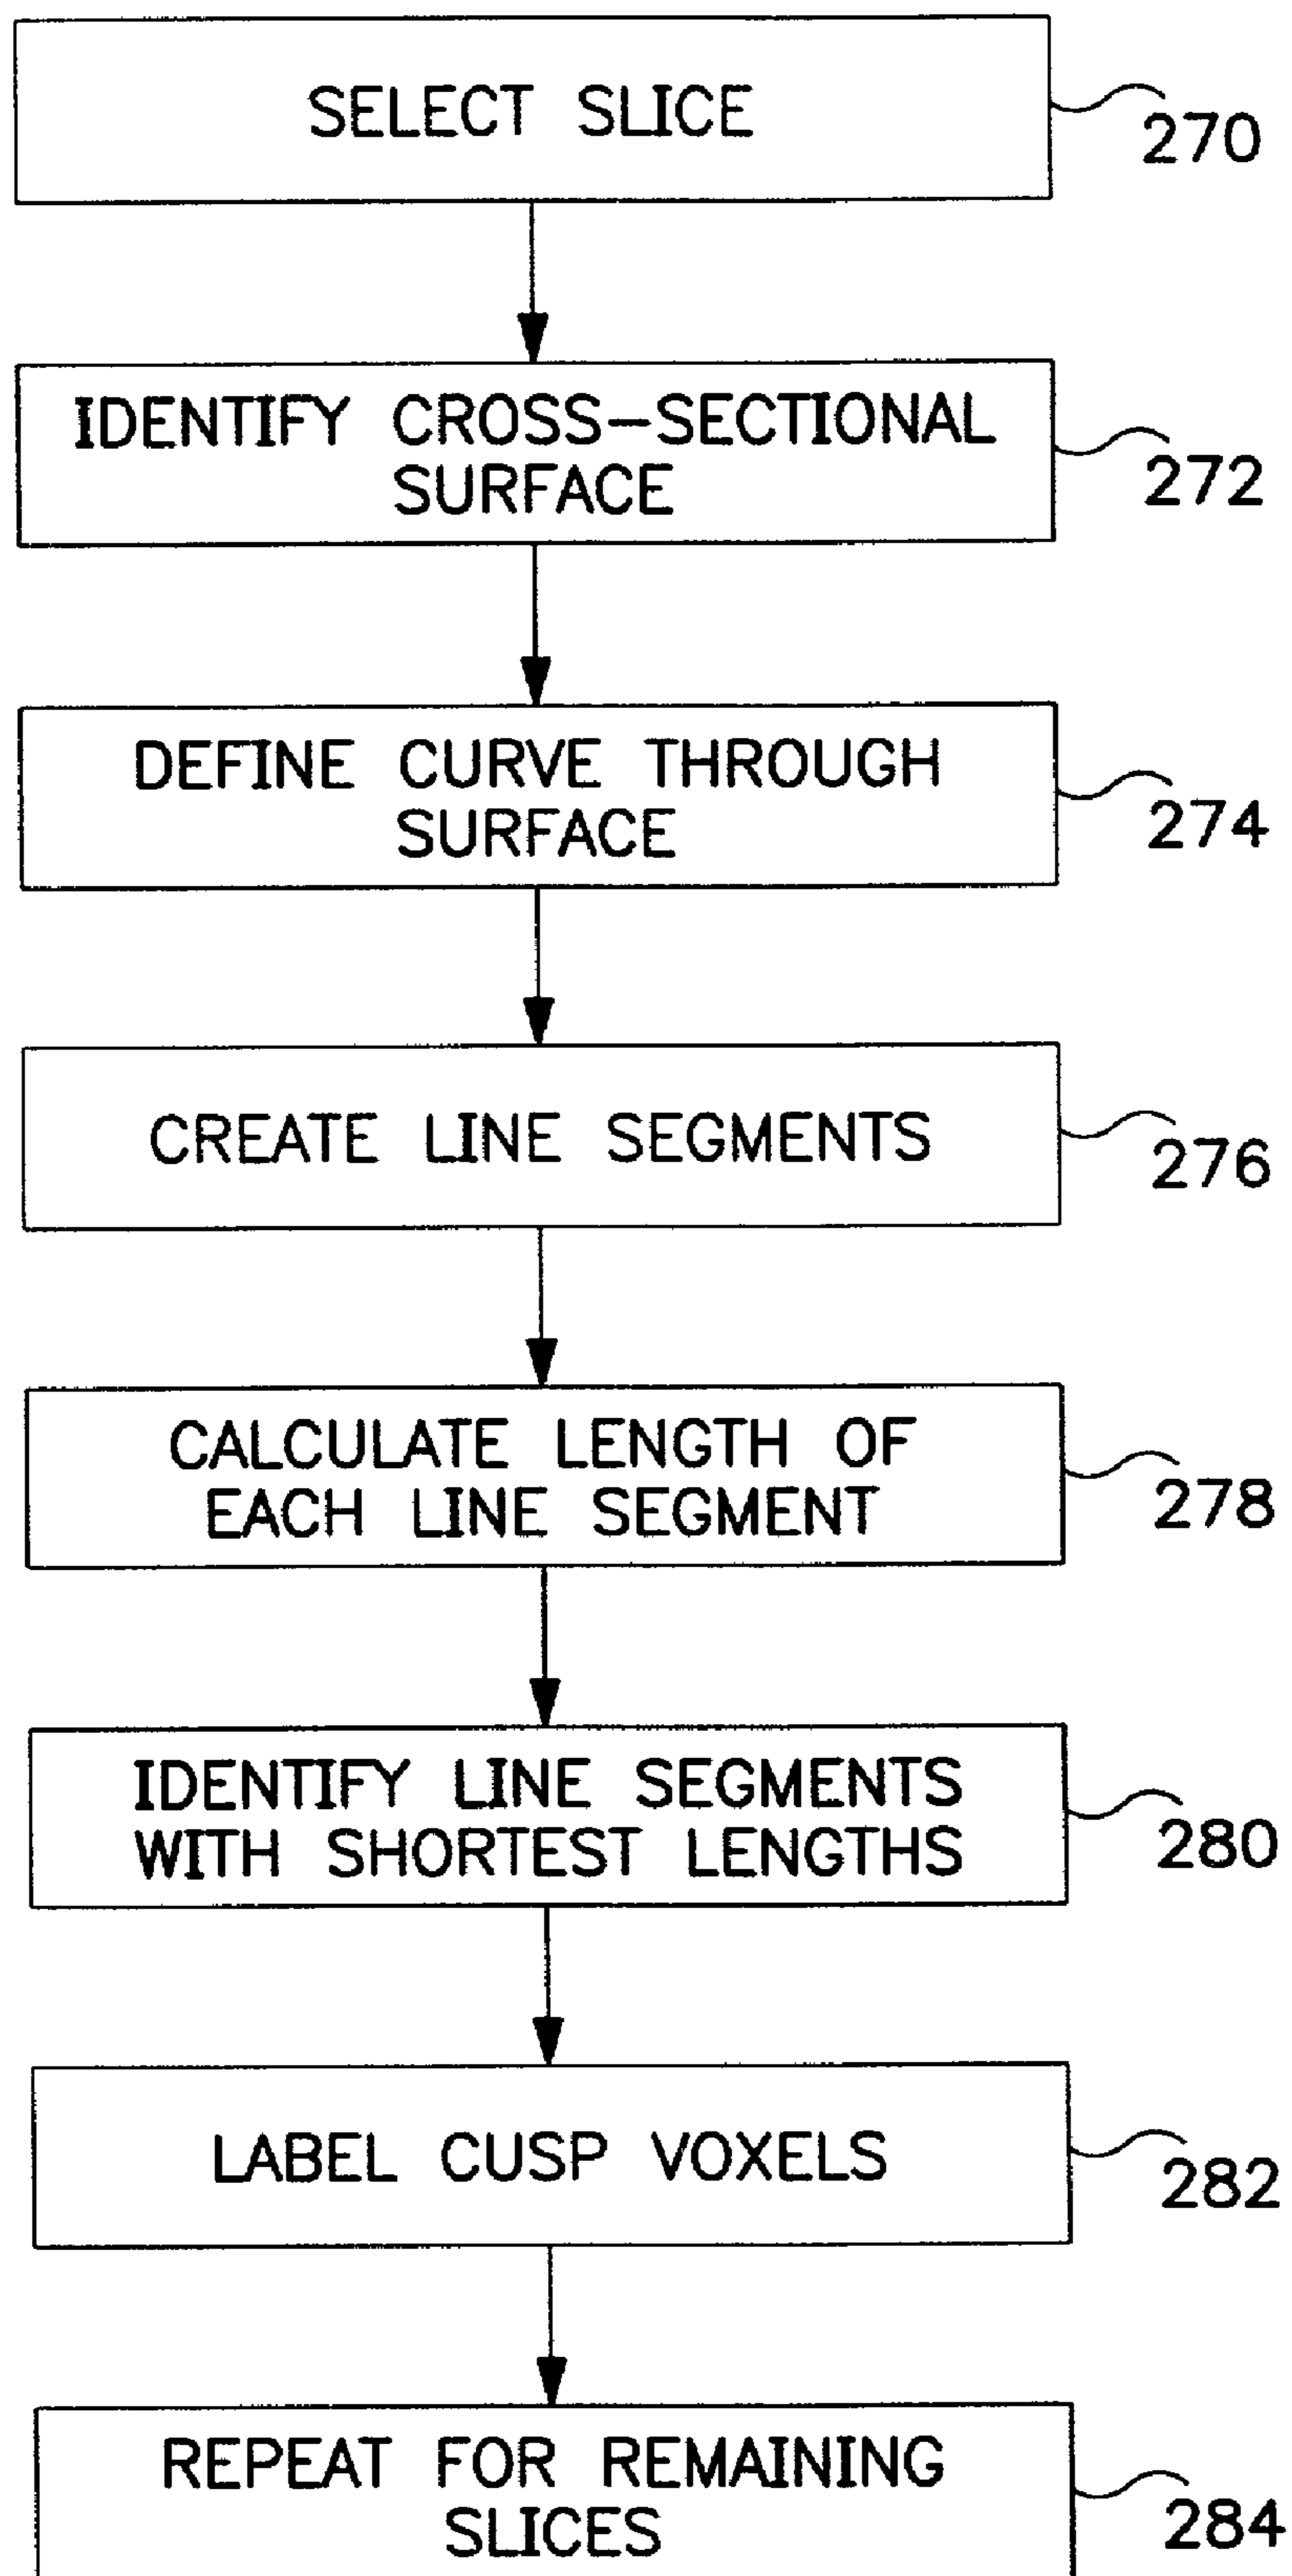 SELECT SLICE
270
IDENTIFY CROSS-SECTIONAL
SURFACE
272
DEFINE CURVE THROUGH
SURFACE
274
CREATE LINE SEGMENTS
276
CALCULATE LENGTH OF
EACH LINE SEGMENT
278
IDENTIFY LINE SEGMENTS
WITH SHORTEST LENGTHS
280
LABEL CUSP VOXELS
282
REPEAT FOR REMAINING
SLICES
284